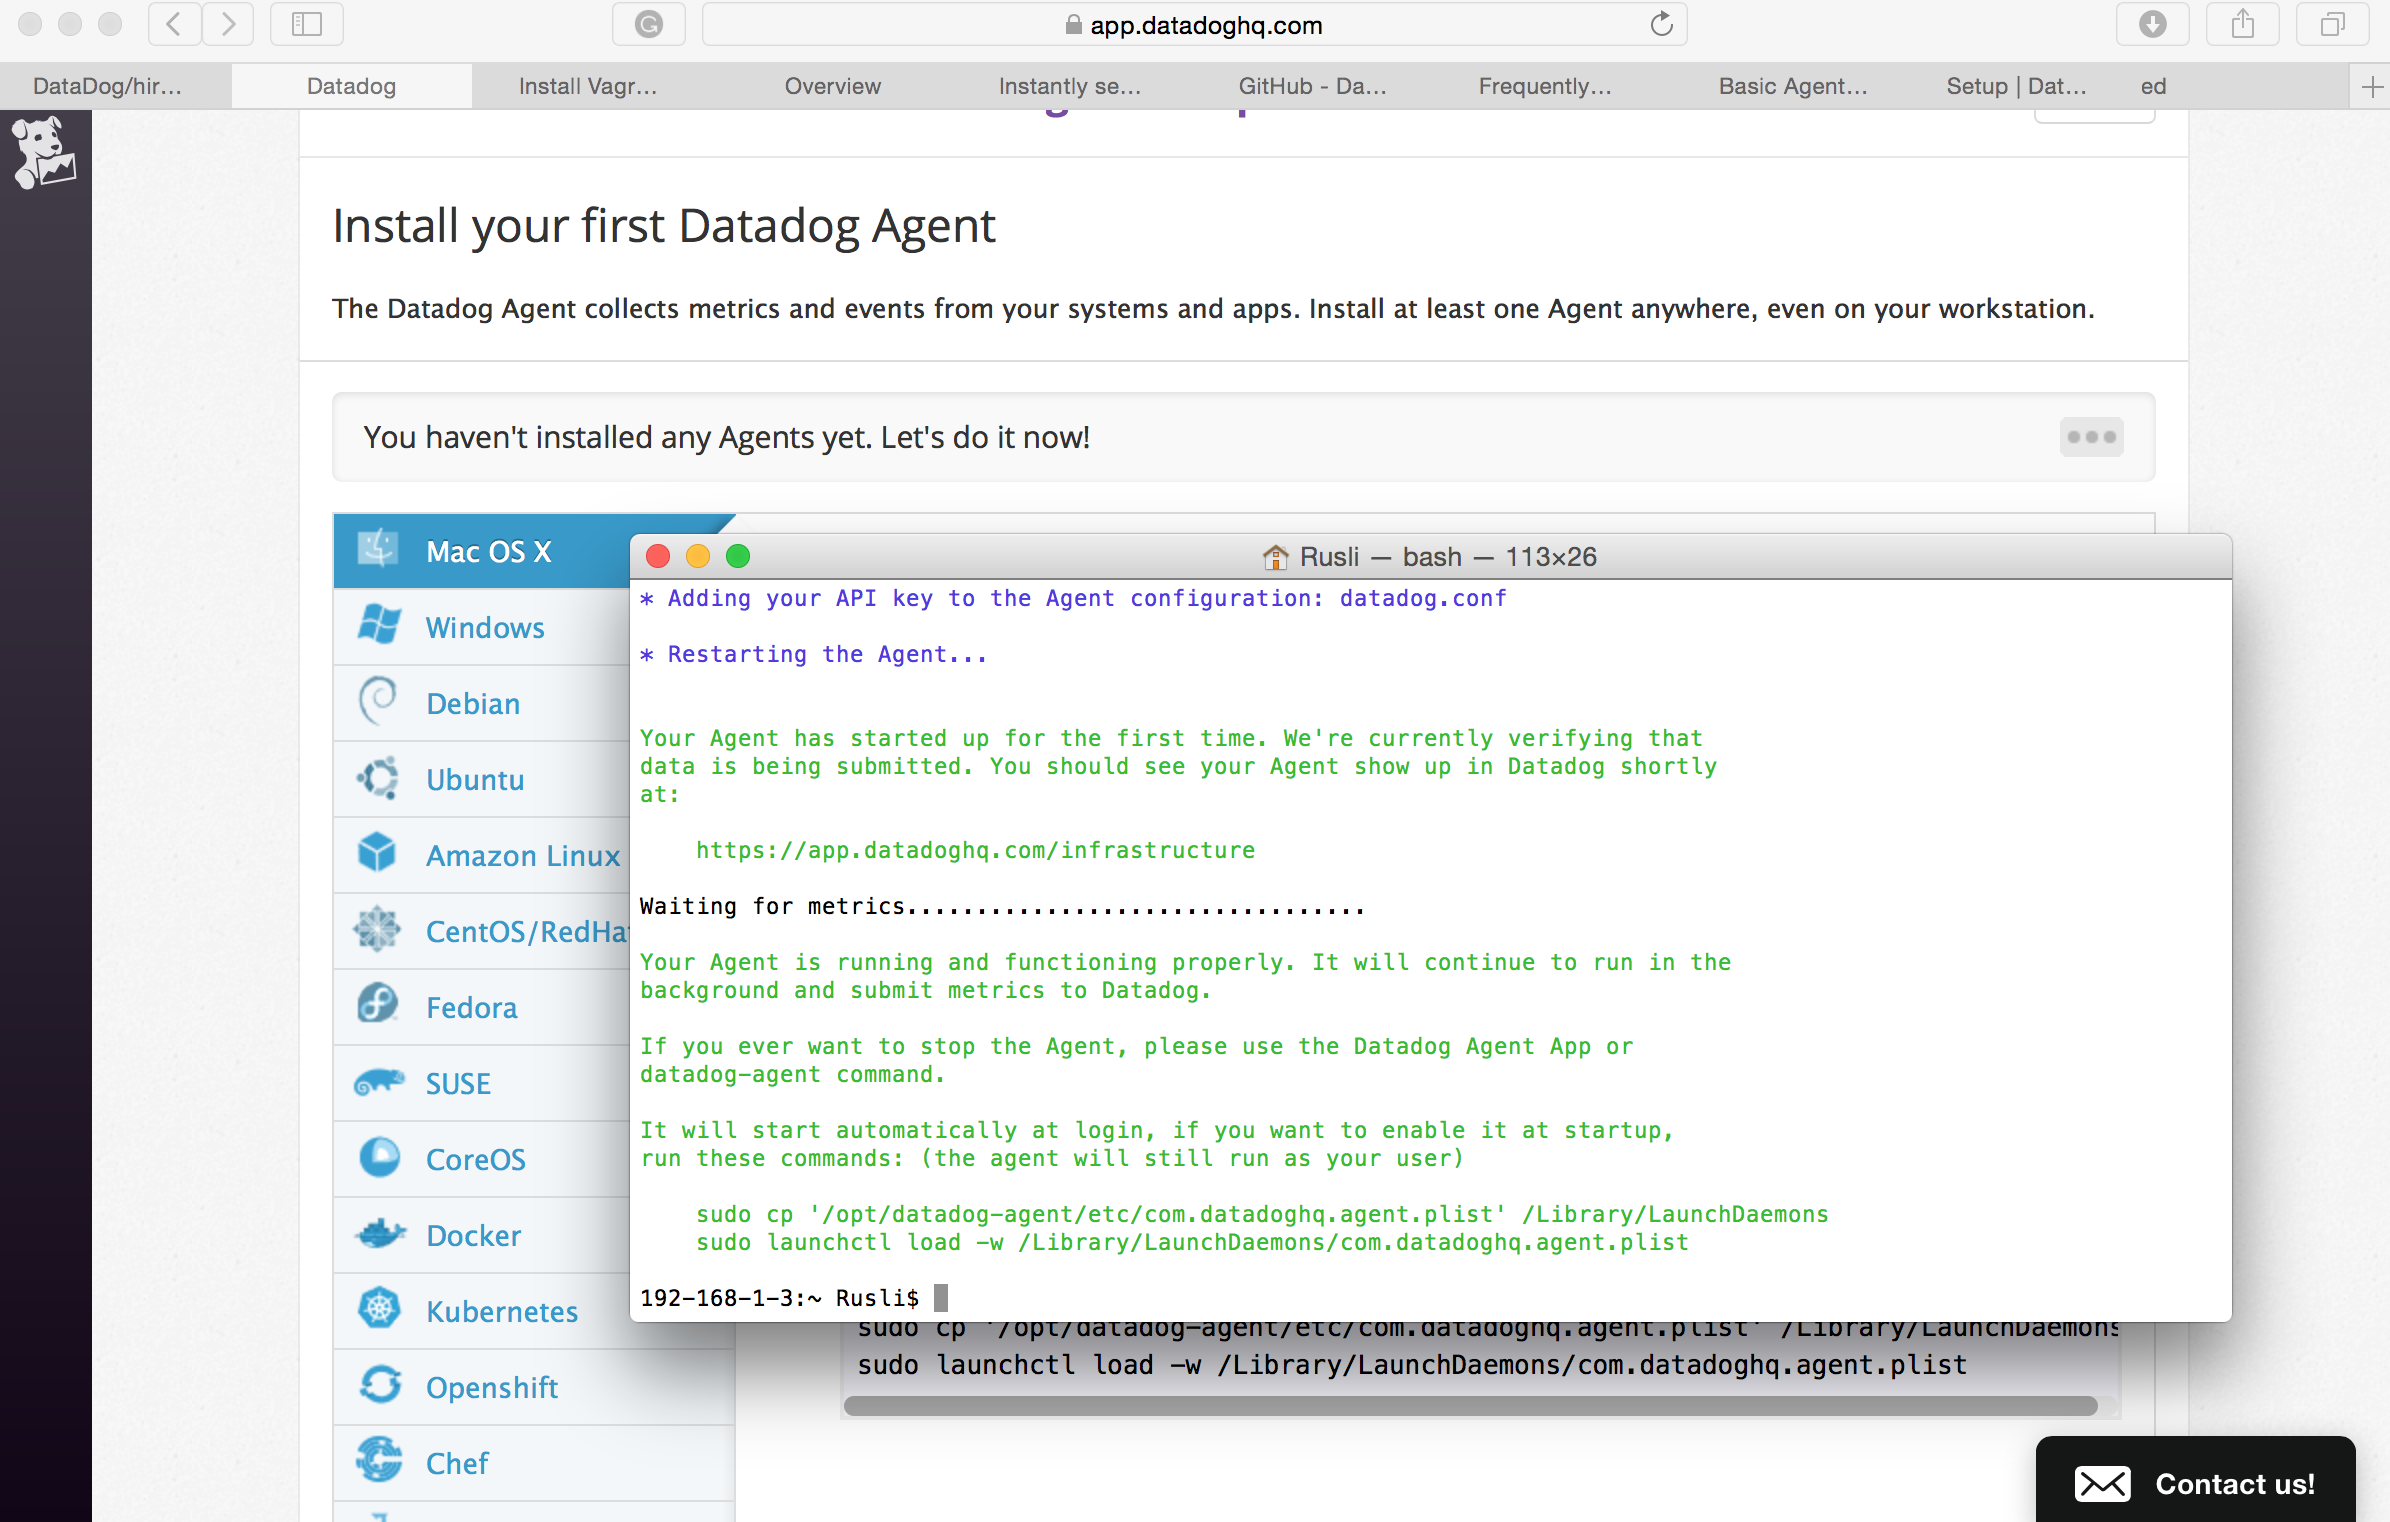 app.datadoghq.com
DataDog/hir...
Datadog
Install Vagr...
Overview
Instantly se...
GitHub - Da...
Frequently...
Basic Agent...
Setup | Dat...
ed
Install your first Datadog Agent
The Datadog Agent collects metrics and events from your systems and apps. Install at least one Agent anywhere, even on your workstation.
You haven't installed any Agents yet. Let's do it now!
Mac OS X
Windows
Debian
Ubuntu
Amazon Linux
CentOS/RedHa
Fedora
SUSE
CoreOS
Docker
Kubernetes
Openshift
Chef
Rusli — bash — 113×26
* Adding your API key to the Agent configuration: datadog.conf
* Restarting the Agent...
Your Agent has started up for the first time. We're currently verifying that
data is being submitted. You should see your Agent show up in Datadog shortly
at:
https://app.datadoghq.com/infrastructure
Waiting for metrics.................................
Your Agent is running and functioning properly. It will continue to run in the
background and submit metrics to Datadog.
If you ever want to stop the Agent, please use the Datadog Agent App or
datadog-agent command.
It will start automatically at login, if you want to enable it at startup,
run these commands: (the agent will still run as your user)
sudo cp '/opt/datadog-agent/etc/com.datadoghq.agent.plist' /Library/LaunchDaemons
sudo launchctl load -w /Library/LaunchDaemons/com.datadoghq.agent.plist
192-168-1-3:~ Rusli$
sudo cp '/opt/datadog-agent/etc/com.datadoghq.agent.plist' /Library/LaunchDaemons
sudo launchctl load -w /Library/LaunchDaemons/com.datadoghq.agent.plist
Contact us!